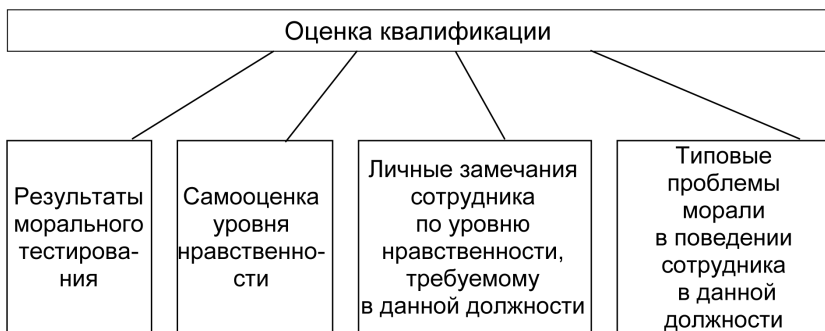 Оценка квалификации
Результаты
морального
тестирова-
ния
Самооценка
уровня
нравственно-
сти
Личные замечания
сотрудника
по уровню
нравственности,
требуемому
в данной должности
Типовые
проблемы
морали
в поведении
сотрудника
в данной
должности